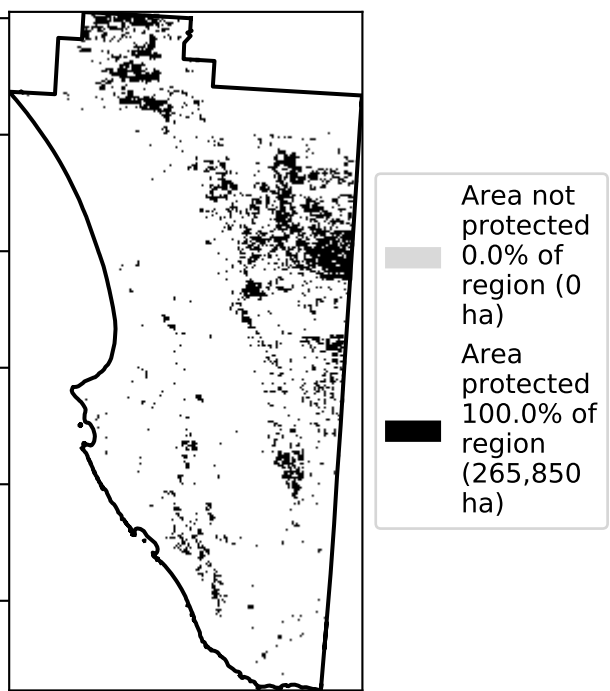 Area not
protected
0.0% of
region (0
ha)
Area
protected
100.0% of
region
(265,850
ha)